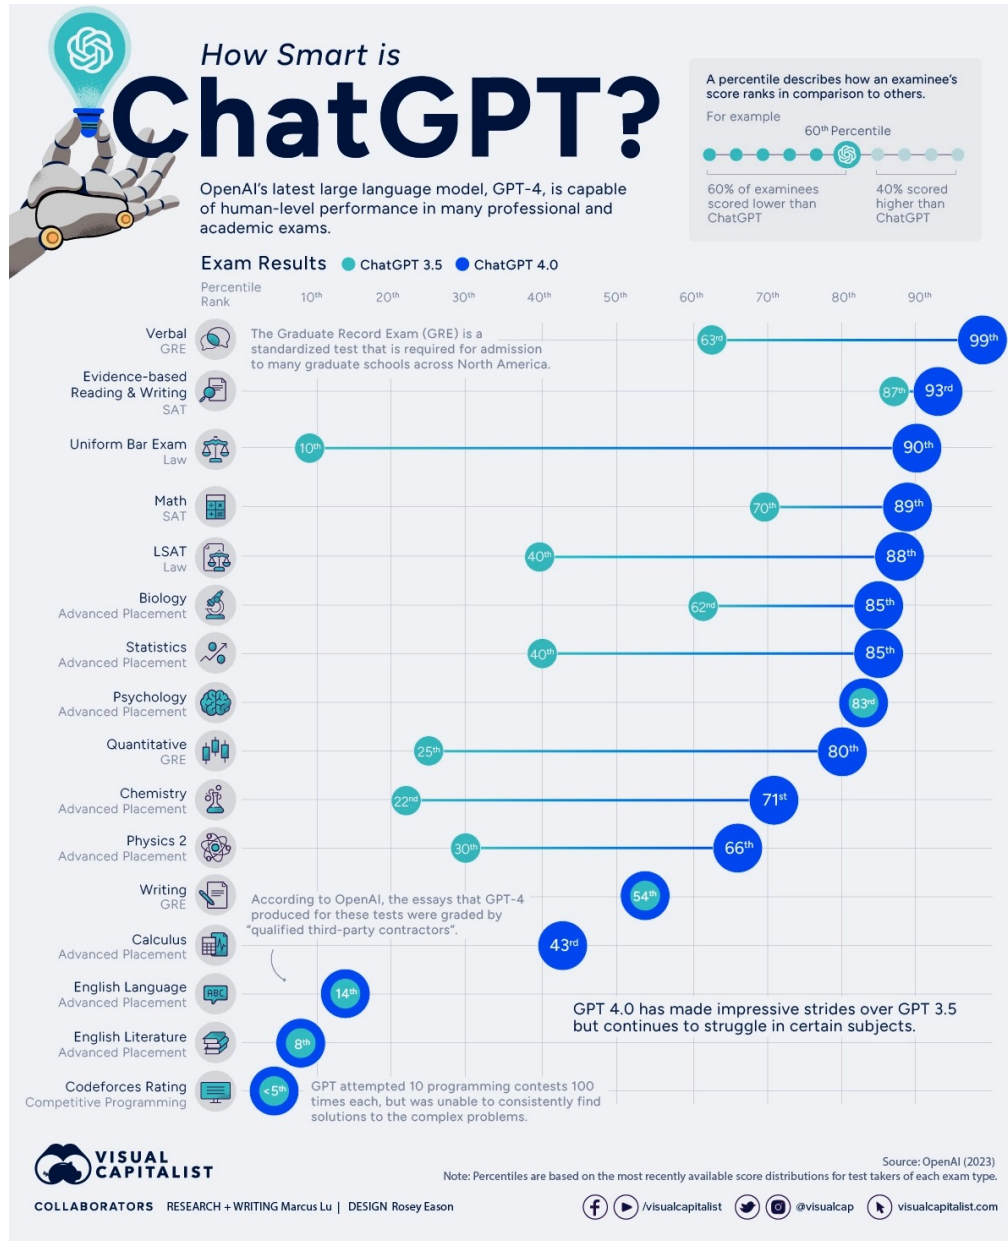 How Smart is
ChatGPT?
OpenAI's latest large language model, GPT-4, is capable
of human-level performance in many professional and
academic exams.
A percentile describes how an examinee's
score ranks in comparison to others.
For example
60th Percentile
60% of examinees
scored lower than
ChatGPT
40% scored
higher than
ChatGPT
Exam Results ChatGPT 3.5 ChatGPT 4.0
Percentile
Rank
10th 20th 30th 40th 50th 60th 70th 80th 90th
Verbal
GRE
The Graduate Record Exam (GRE) is a
standardized test that is required for admission
to many graduate schools across North America.
63rd 99th
Evidence-based
Reading & Writing
SAT
87th 93rd
Uniform Bar Exam
Law
10th 90th
Math
SAT
70th 89th
LSAT
Law
40th 88th
Biology
Advanced Placement
62nd 85th
Statistics
Advanced Placement
40th 85th
Psychology
Advanced Placement
83rd
Quantitative
GRE
25th 80th
Chemistry
Advanced Placement
22nd 71st
Physics 2
Advanced Placement
30th 66th
Writing
GRE
54th
According to OpenAI, the essays that GPT-4
produced for these tests were graded by
"qualified third-party contractors".
Calculus
Advanced Placement
43rd
English Language
Advanced Placement
ABC
14th
GPT 4.0 has made impressive strides over GPT 3.5
but continues to struggle in certain subjects.
English Literature
Advanced Placement
8th
Codeforces Rating
Competitive Programming
<5th
GPT attempted 10 programming contests 100
times each, but was unable to consistently find
solutions to the complex problems.
VISUAL
CAPITALIST
Source: OpenAI (2023)
Note: Percentiles are based on the most recently available score distributions for test takers of each exam type.
COLLABORATORS RESEARCH + WRITING Marcus Lu | DESIGN Rosey Eason
/visualcapitalist @visualcap visualcapitalist.com